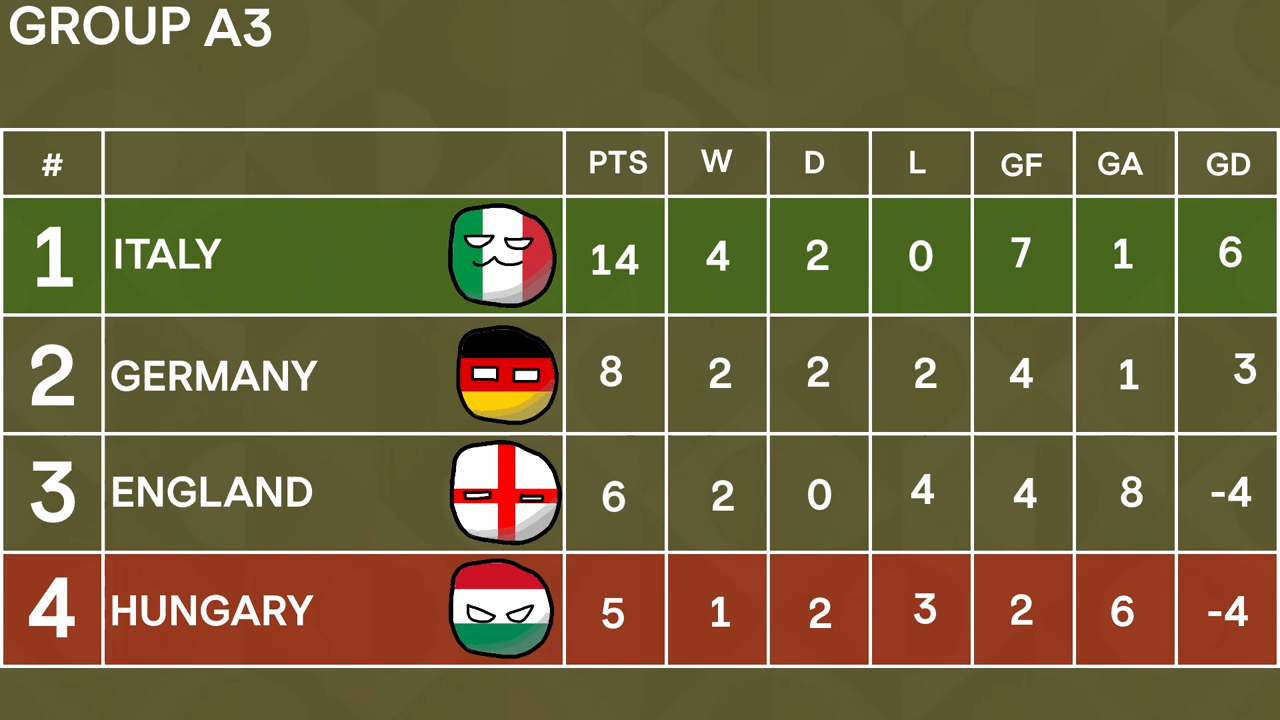 GROUP A3
# PTS W D L GF GA GD
1 ITALY 14 4 2 0 7 1 6
2 GERMANY 8 2 2 2 4 1 3
3 ENGLAND 6 2 0 4 4 8 -4
4 HUNGARY 5 1 2 3 2 6 -4